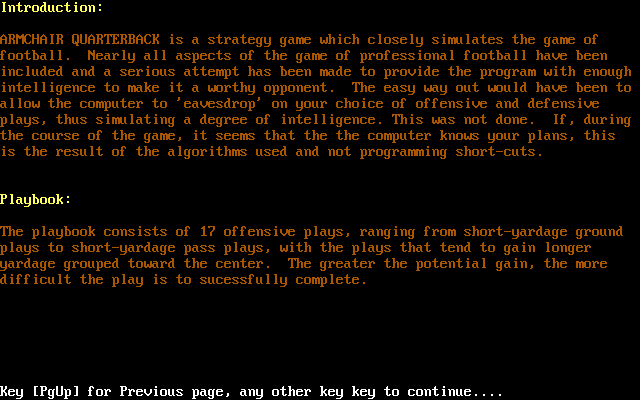 Introduction:
ARMCHAIR QUARTERBACK is a strategy game which closely simulates the game of
football.  Nearly all aspects of the game of professional football have been
included and a serious attempt has been made to provide the program with enough
intelligence to make it a worthy opponent.  The easy way out would have been to
allow the computer to 'eavesdrop' on your choice of offensive and defensive
plays, thus simulating a degree of intelligence. This was not done.  If, during
the course of the game, it seems that the the computer knows your plans, this
is the result of the algorithms used and not programming short-cuts.
Playbook:
The playbook consists of 17 offensive plays, ranging from short-yardage ground
plays to short-yardage pass plays, with the plays that tend to gain longer
yardage grouped toward the center.  The greater the potential gain, the more
difficult the play is to sucessfully complete.
Key [PgUp] for Previous page, any other key key to continue....